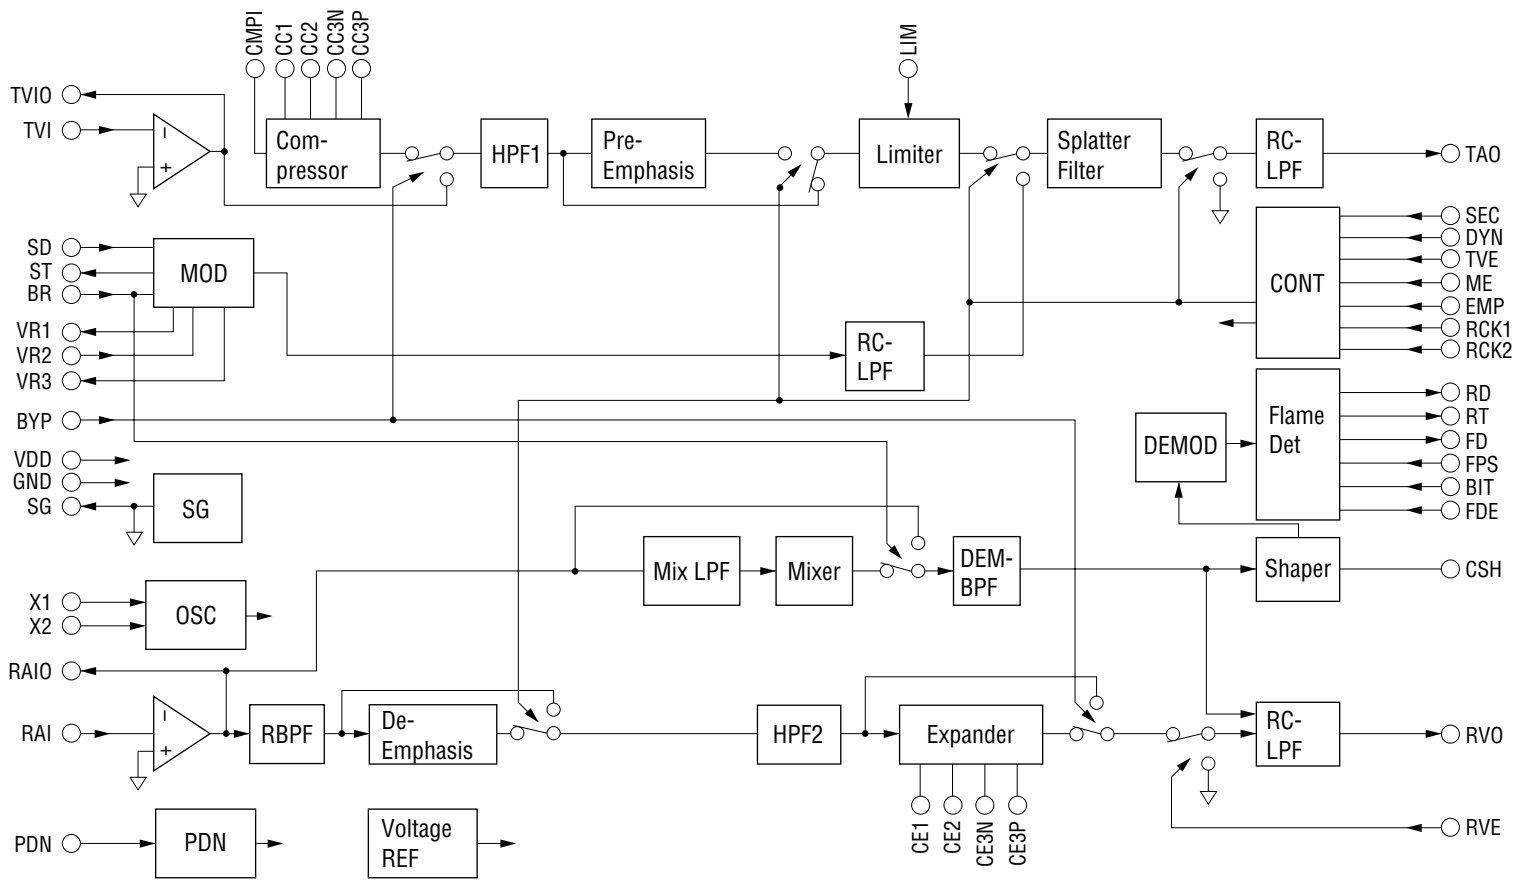 CMPI
CC1
CC2
CC3N
CC3P
LIM
TVIO
TVI
Com-
pressor
HPF1
Pre-
Emphasis
Limiter
Splatter
Filter
RC-
LPF
TAO
SD
ST
BR
MOD
VR1
VR2
VR3
BYP
RC-
LPF
CONT
SEC
DYN
TVE
ME
EMP
RCK1
RCK2
VDD
GND
SG
SG
DEMOD
Flame
Det
RD
RT
FD
FPS
BIT
FDE
X1
X2
OSC
Mix LPF
Mixer
DEM-
BPF
Shaper
CSH
RAIO
RAI
RBPF
De-
Emphasis
HPF2
Expander
RC-
LPF
RVO
CE1
CE2
CE3N
CE3P
RVE
PDN
PDN
Voltage
REF